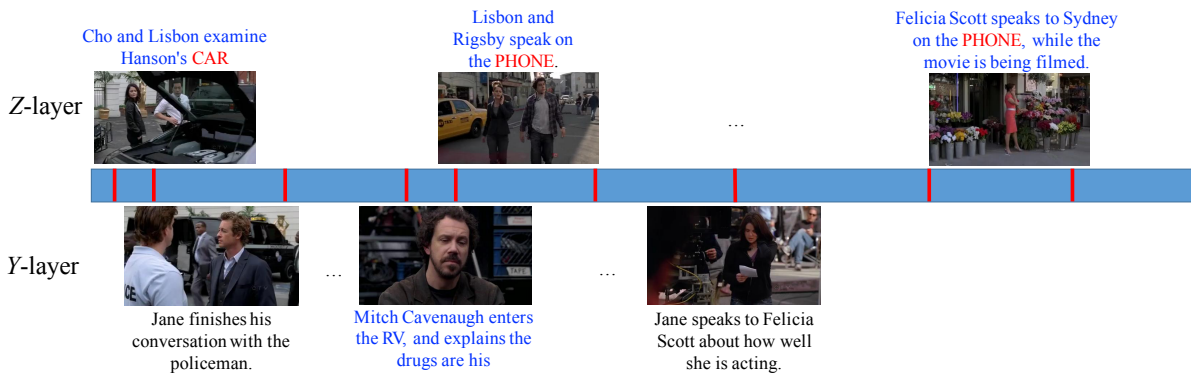 Cho and Lisbon examine
Hanson's CAR
Lisbon and
Rigsby speak on
the PHONE.
Felicia Scott speaks to Sydney
on the PHONE, while the
movie is being filmed.
Z-layer
...
Y-layer
CE
...
TAPE
...
Jane finishes his
conversation with the
policeman.
Mitch Cavenaugh enters
the RV, and explains the
drugs are his
Jane speaks to Felicia
Scott about how well
she is acting.